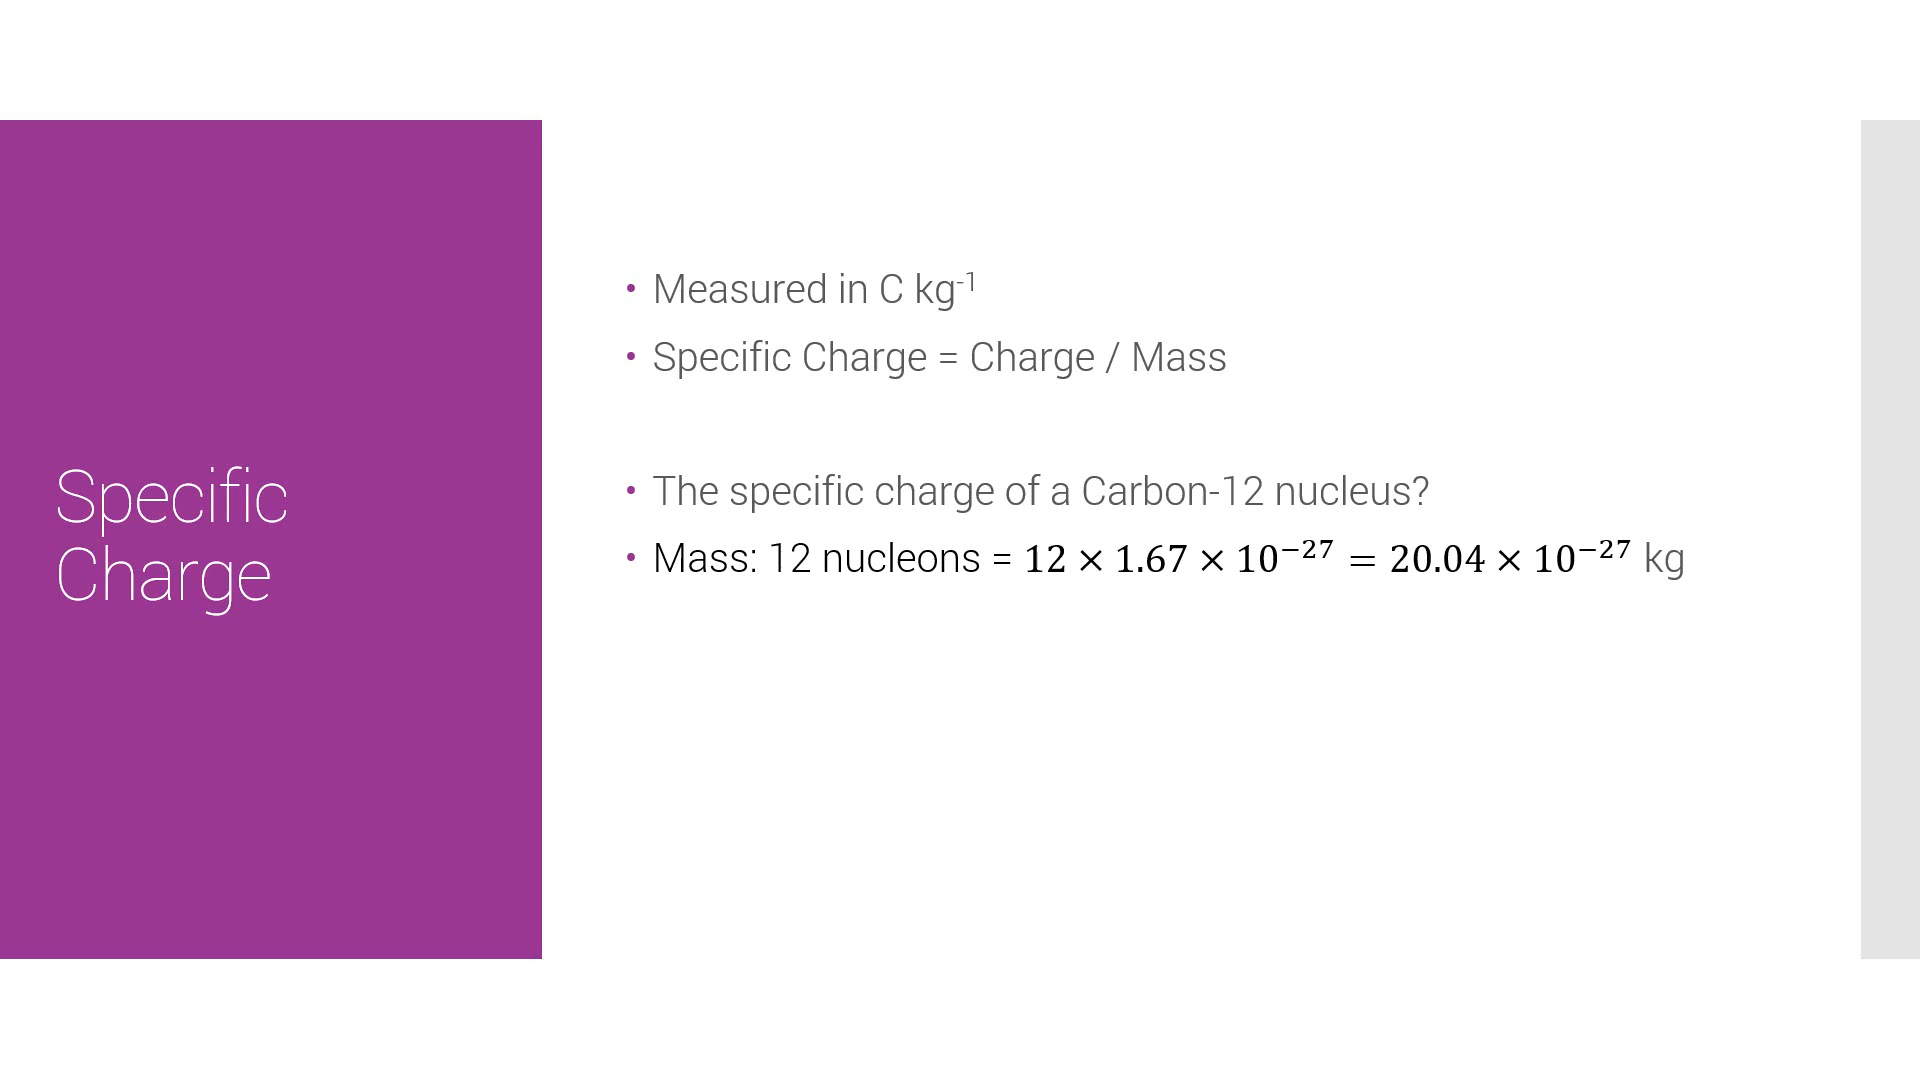 Specific
Charge
• Measured in C kg⁻¹
• Specific Charge = Charge / Mass
• The specific charge of a Carbon-12 nucleus?
• Mass: 12 nucleons = 12 × 1.67 × 10⁻²⁷ = 20.04 × 10⁻²⁷ kg